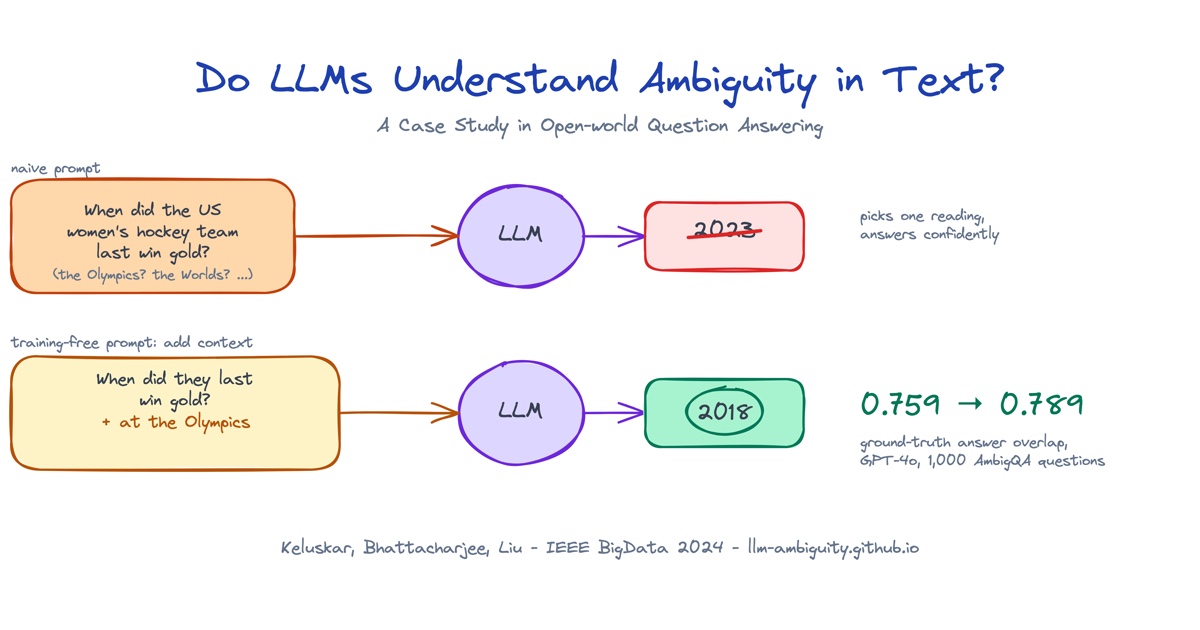 Do LLMs Understand Ambiguity in Text?
A Case Study in Open-world Question Answering
naive prompt
When did the US
women's hockey team
last win gold?
(the Olympics? the Worlds? ...)
LLM
2023
picks one reading,
answers confidently
training-free prompt: add context
When did they last
win gold?
+ at the Olympics
LLM
2018
0.759 → 0.789
ground-truth answer overlap,
GPT-4o, 1,000 AmbigQA questions
Keluskar, Bhattacharjee, Liu - IEEE BigData 2024 - llm-ambiguity.github.io